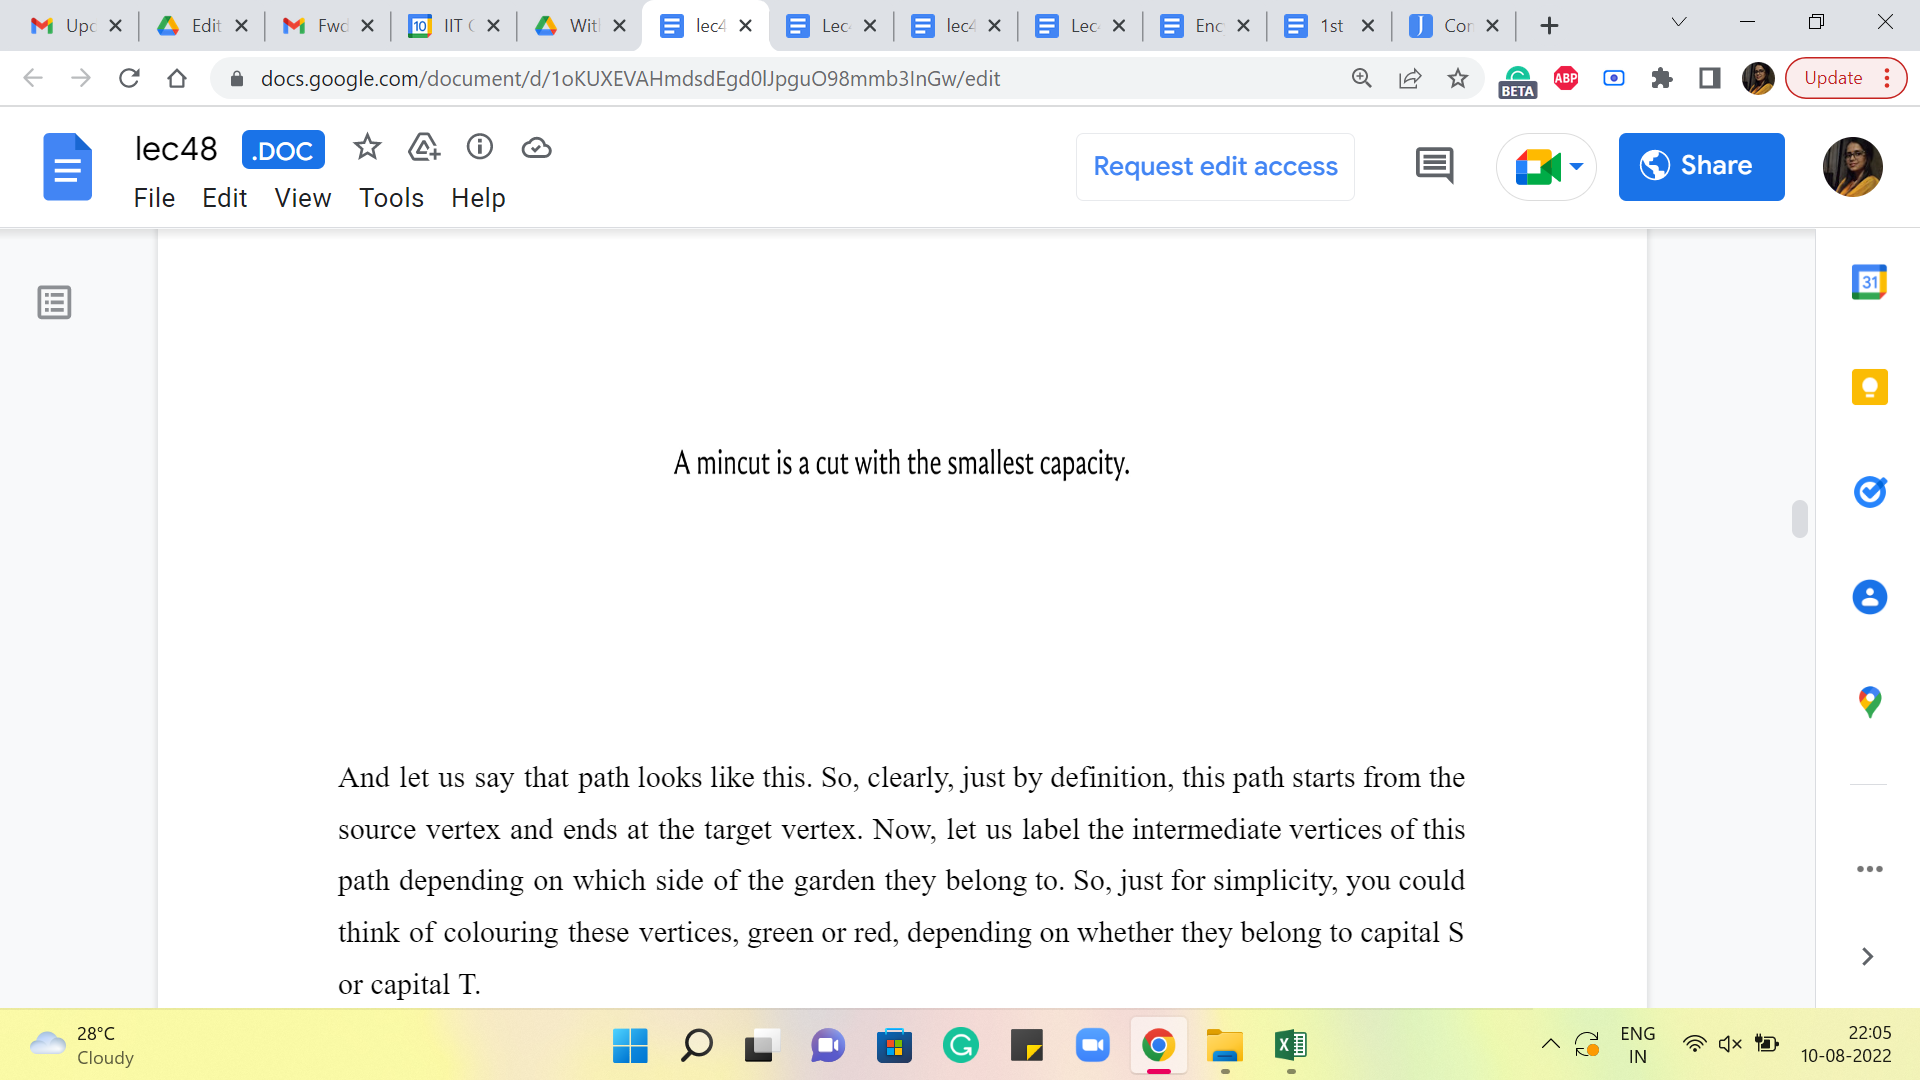 Upc
Edit
Fwd
IIT
Witl
lec4
Lec
lec4
Lec
Enc
1st
Con
docs.google.com/document/d/1oKUXEVAHmdsdEgd0lJpguO98mmb3InGw/edit
BETA
ABP
Update
lec48 .DOC
Request edit access
Share
File Edit View Tools Help
31
A mincut is a cut with the smallest capacity.
And let us say that path looks like this. So, clearly, just by definition, this path starts from the
source vertex and ends at the target vertex. Now, let us label the intermediate vertices of this
path depending on which side of the garden they belong to. So, just for simplicity, you could
think of colouring these vertices, green or red, depending on whether they belong to capital S
or capital T.
28°C
Cloudy
ENG
IN
22:05
10-08-2022